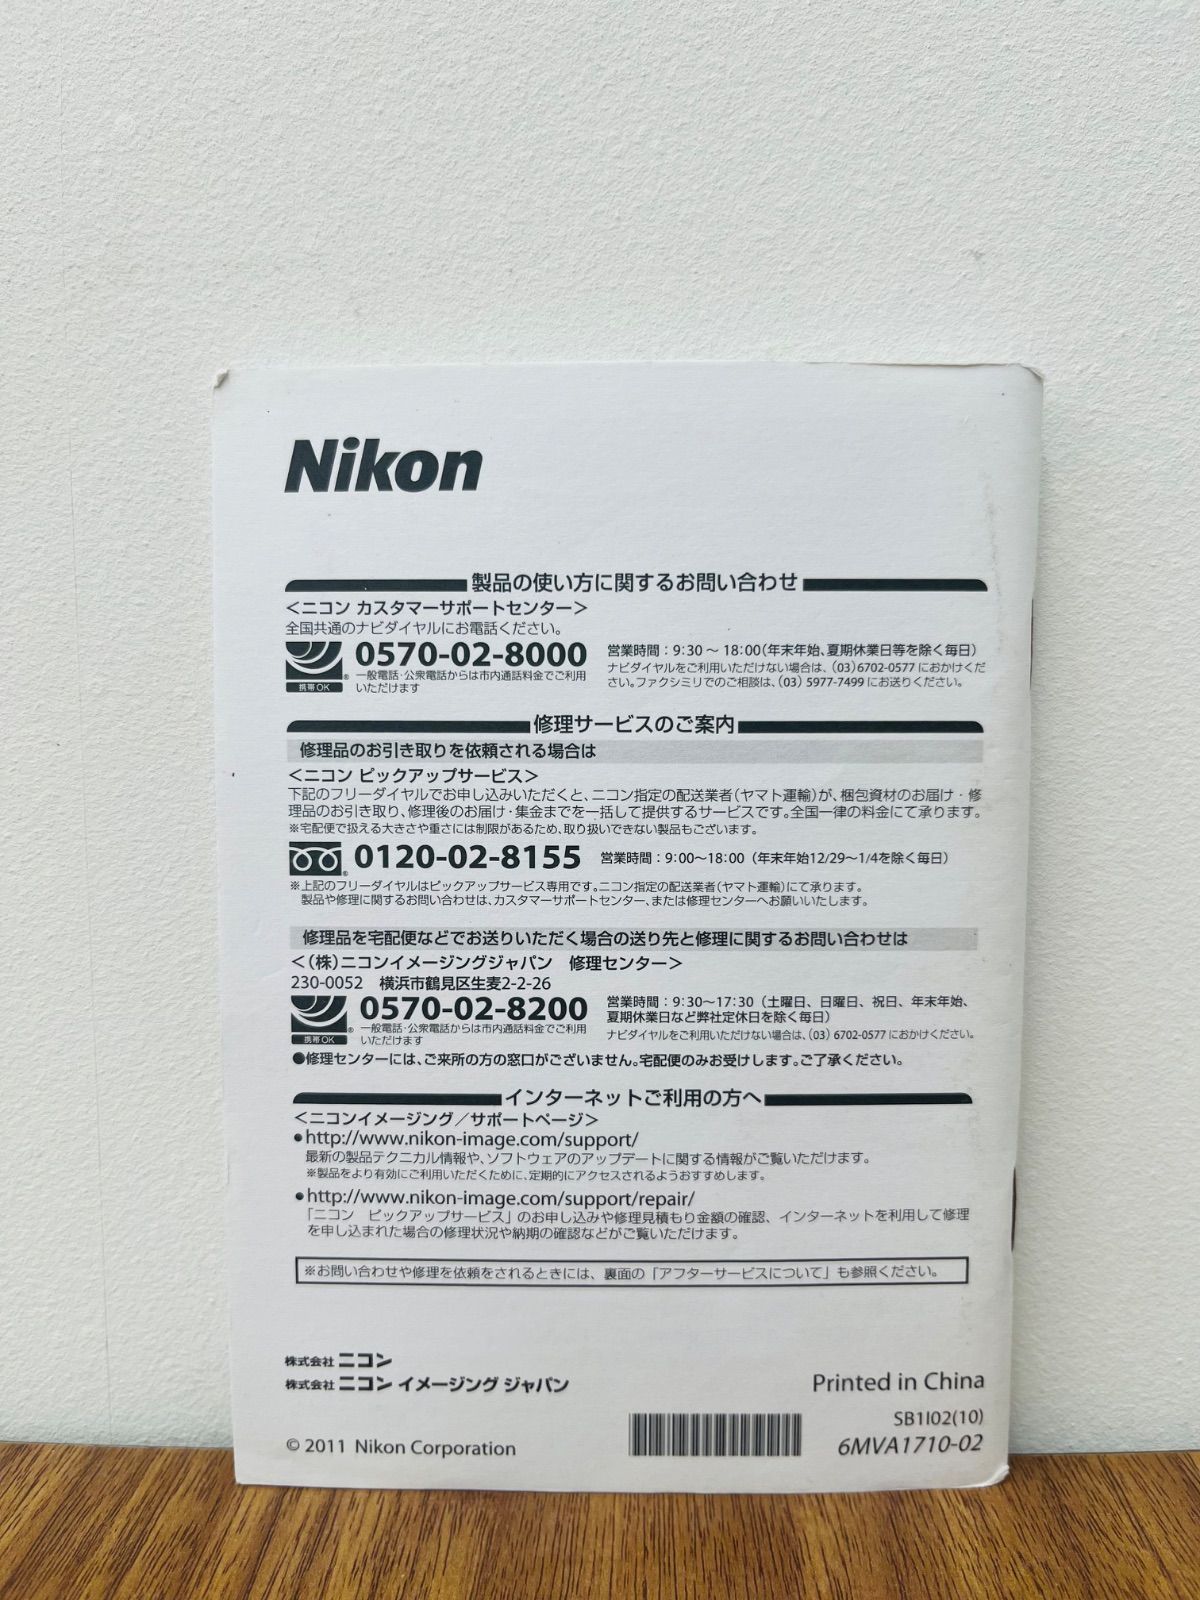 Nikon
製品の使い方に関するお問い合わせ
＜ニコン カスタマーサポートセンター＞
全国共通のナビダイヤルにお電話ください。
0570-02-8000
一般電話・公衆電話からは市内通話料金でご利用
いただけます
携帯OK
営業時間：9:30 ～ 18:00（年末年始、夏期休業日等を除く毎日）
ナビダイヤルをご利用いただけない場合は、（03）6702-0577 におかけくだ
さい。ファクシミリでのご相談は、（03）5977-7499 にお送りください。
修理サービスのご案内
修理品のお引き取りを依頼される場合は
＜ニコン ピックアップサービス＞
下記のフリーダイヤルでお申し込みいただくと、ニコン指定の配送業者（ヤマト運輸）が、梱包資材のお届け・修
理品のお引き取り、修理後のお届け・集金までを一括して提供するサービスです。全国一律の料金にて承ります。
※宅配便で扱える大きさや重さには制限があるため、取り扱いできない製品もございます。
0120-02-8155
営業時間：9:00～18:00（年末年始12/29～1/4を除く毎日）
※上記のフリーダイヤルはピックアップサービス専用です。ニコン指定の配送業者（ヤマト運輸）にて承ります。
製品や修理に関するお問い合わせは、カスタマーサポートセンター、または修理センターへお願いいたします。
修理品を宅配便などでお送りいただく場合の送り先と修理に関するお問い合わせは
＜（株）ニコンイメージングジャパン　修理センター＞
230-0052　横浜市鶴見区生麦2-2-26
0570-02-8200
一般電話・公衆電話からは市内通話料金でご利用
いただけます
携帯OK
営業時間：9:30～17:30（土曜日、日曜日、祝日、年末年始、
夏期休業日など弊社定休日を除く毎日）
ナビダイヤルをご利用いただけない場合は、（03）6702-0577 におかけください。
●修理センターには、ご来所の方の窓口がございません。宅配便のみお受けします。ご了承ください。
インターネットご利用の方へ
＜ニコンイメージング／サポートページ＞
●http://www.nikon-image.com/support/
最新の製品テクニカル情報や、ソフトウェアのアップデートに関する情報がご覧いただけます。
※製品をより有効にご利用いただくために、定期的にアクセスされるようおすすめします。
●http://www.nikon-image.com/support/repair/
「ニコン　ピックアップサービス」のお申し込みや修理見積もり金額の確認、インターネットを利用して修理
を申し込まれた場合の修理状況や納期の確認などがご覧いただけます。
※お問い合わせや修理を依頼をされるときには、裏面の「アフターサービスについて」も参照ください。
株式会社 ニコン
株式会社 ニコン イメージング ジャパン
Printed in China
SB1I02(10)
6MVA1710-02
© 2011 Nikon Corporation